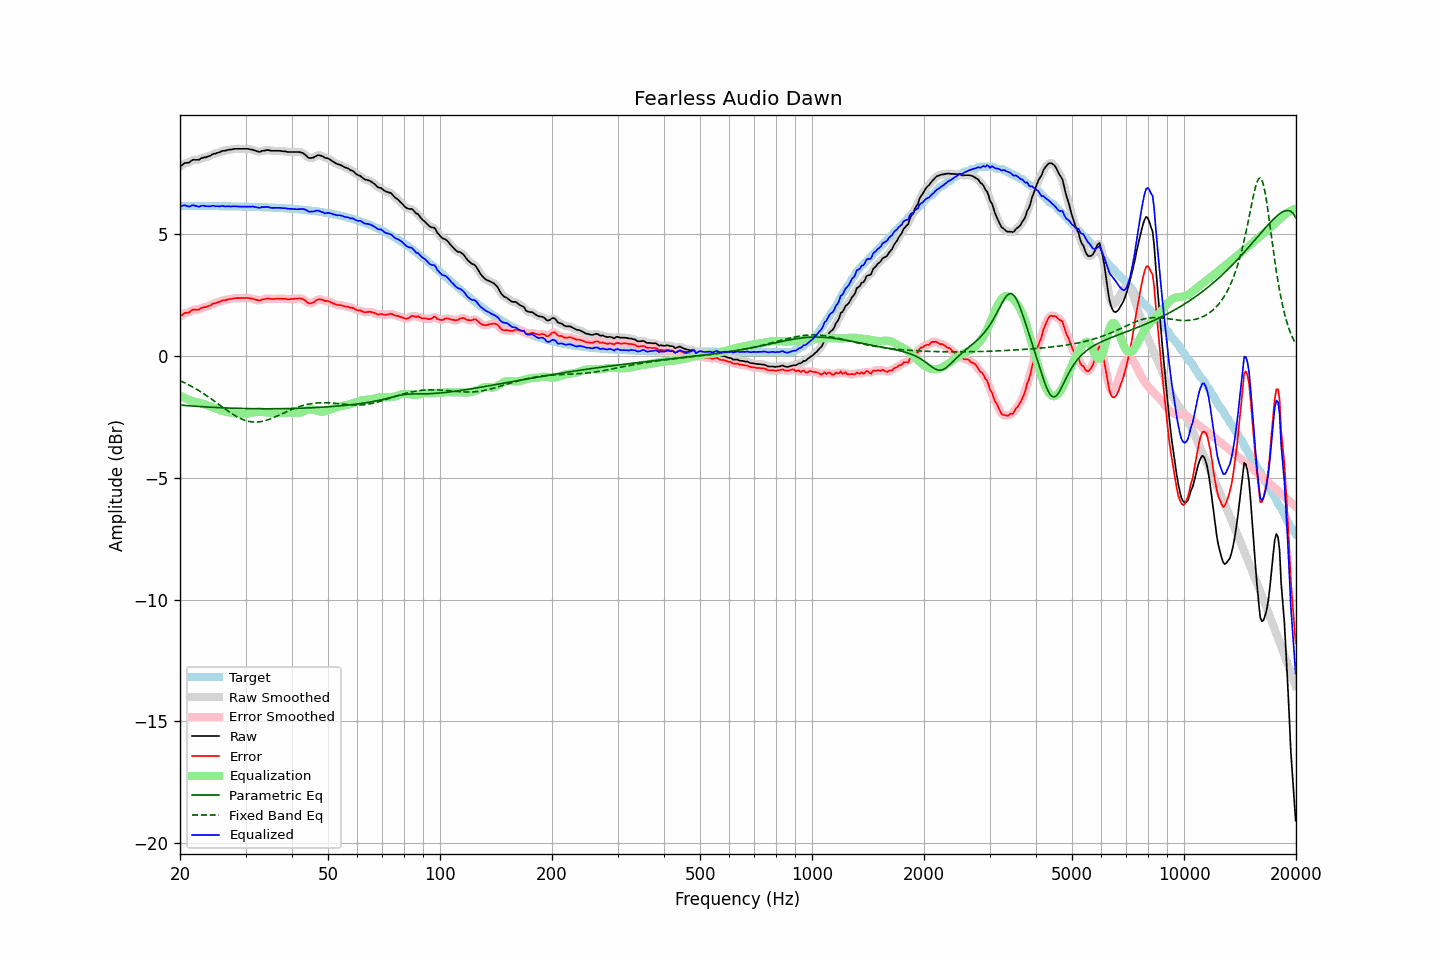 Fearless Audio Dawn
Amplitude (dBr)
5
0
−5
−10
−15
−20
Target
Raw Smoothed
Error Smoothed
Raw
Error
Equalization
Parametric Eq
Fixed Band Eq
Equalized
20 50 100 200 500 1000 2000 5000 10000 20000
Frequency (Hz)